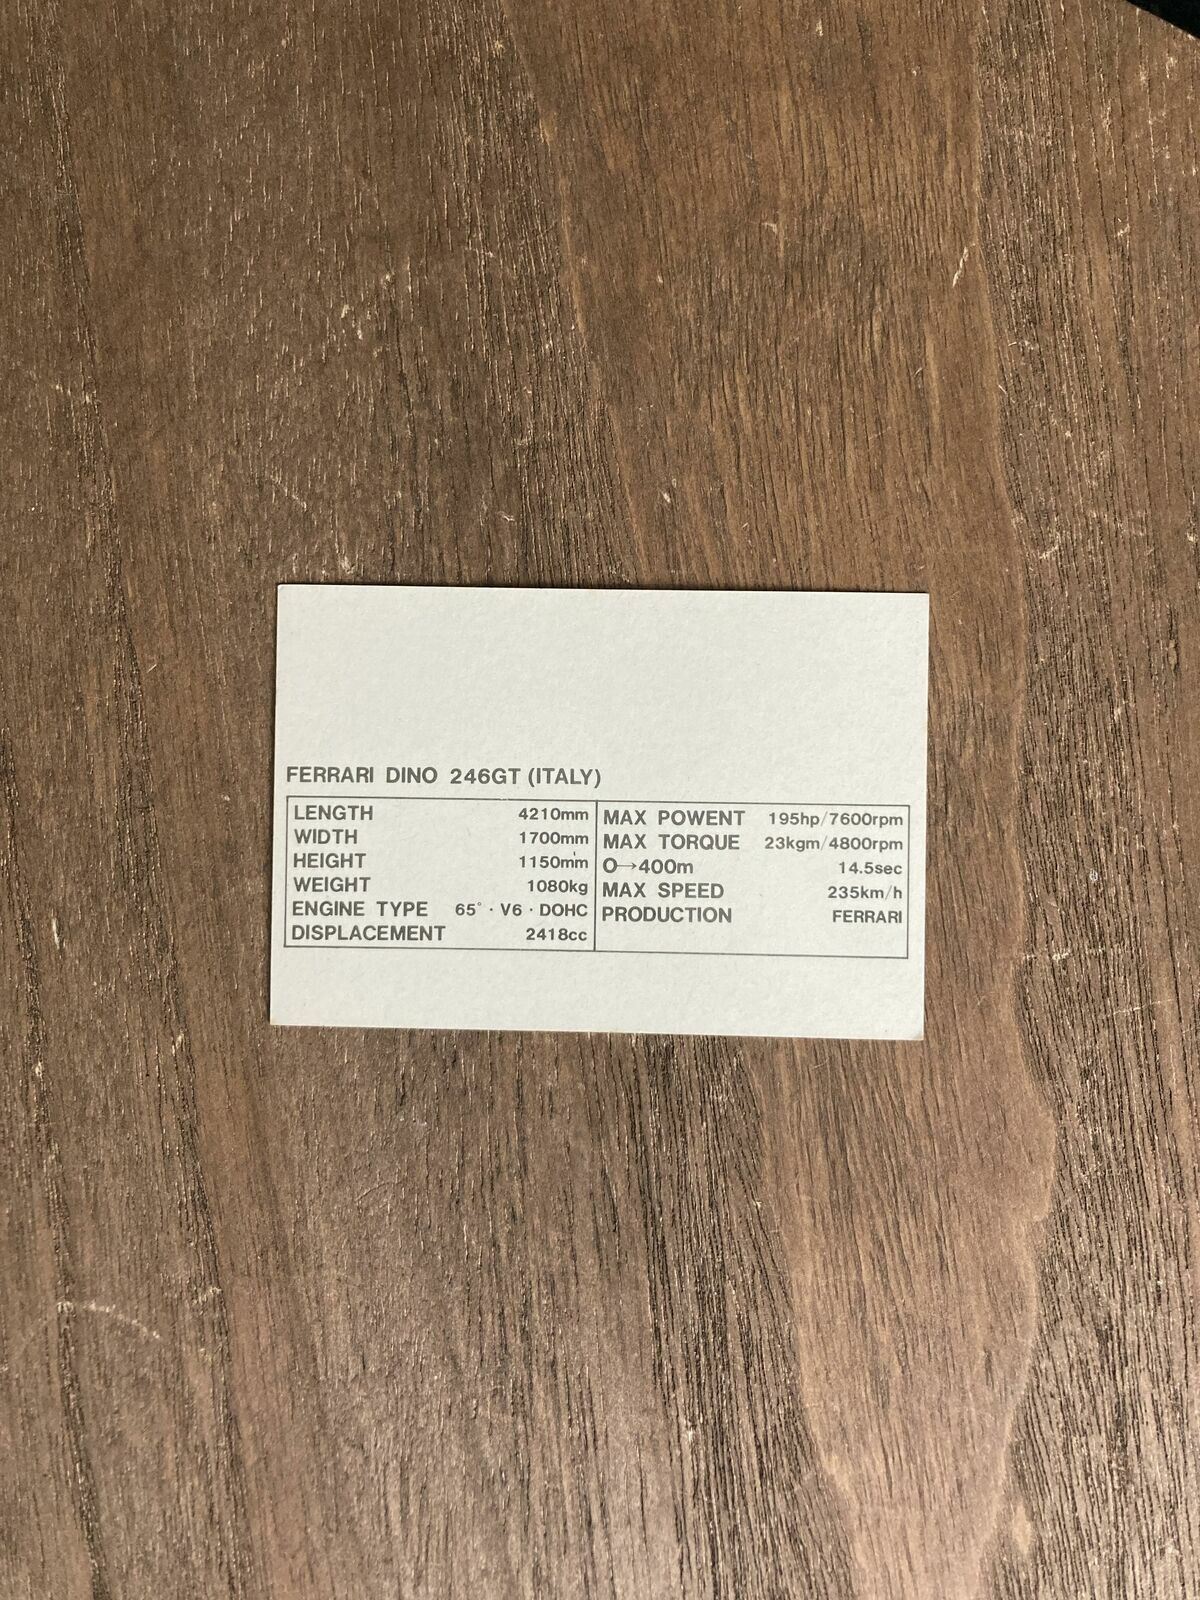 FERRARI DINO 246GT (ITALY)
LENGTH 4210mm
WIDTH 1700mm
HEIGHT 1150mm
WEIGHT 1080kg
ENGINE TYPE 65° · V6 · DOHC
DISPLACEMENT 2418cc
MAX POWENT 195hp/7600rpm
MAX TORQUE 23kgm/4800rpm
0→400m 14.5sec
MAX SPEED 235km/h
PRODUCTION FERRARI